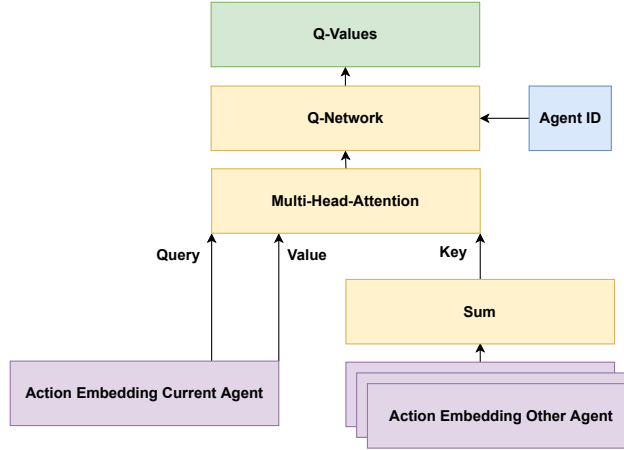 Q-Values
Q-Network
Agent ID
Multi-Head-Attention
Query
Value
Key
Sum
Action Embedding Current Agent
Action Embedding Other Agent